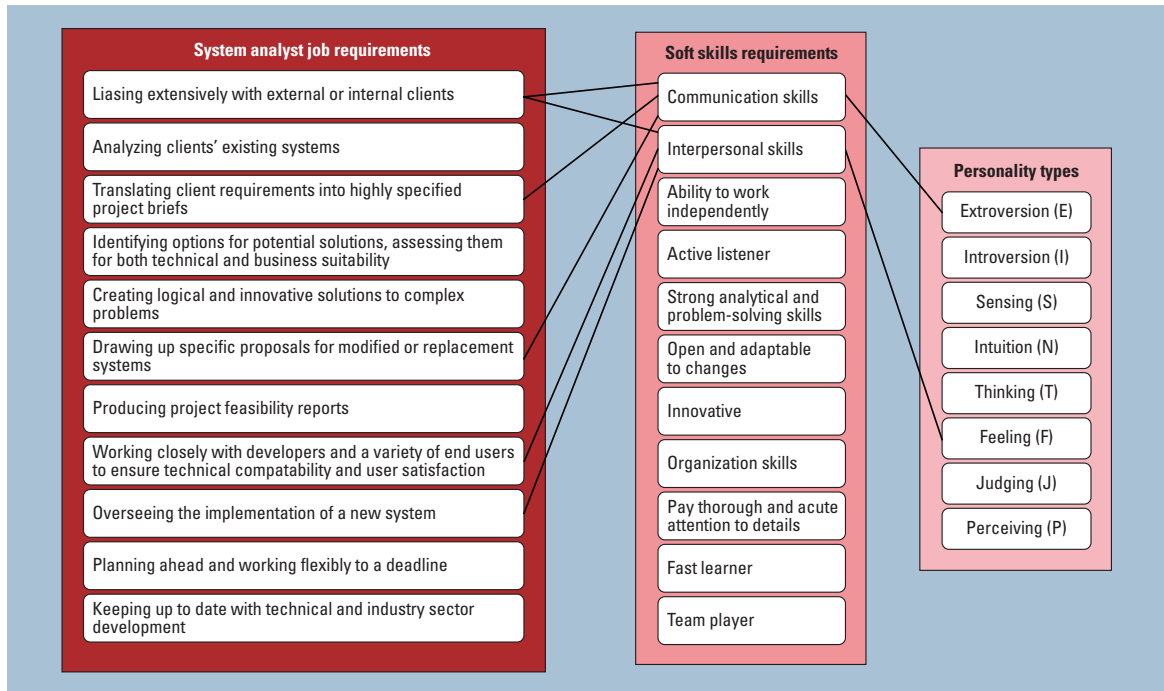 System analyst job requirements
Liasing extensively with external or internal clients
Analyzing clients' existing systems
Translating client requirements into highly specified
project briefs
Identifying options for potential solutions, assessing them
for both technical and business suitability
Creating logical and innovative solutions to complex
problems
Drawing up specific proposals for modified or replacement
systems
Producing project feasibility reports
Working closely with developers and a variety of end users
to ensure technical compatability and user satisfaction
Overseeing the implementation of a new system
Planning ahead and working flexibly to a deadline
Keeping up to date with technical and industry sector
development
Soft skills requirements
Communication skills
Interpersonal skills
Ability to work
independently
Active listener
Strong analytical and
problem-solving skills
Open and adaptable
to changes
Innovative
Organization skills
Pay thorough and acute
attention to details
Fast learner
Team player
Personality types
Extroversion (E)
Introversion (I)
Sensing (S)
Intuition (N)
Thinking (T)
Feeling (F)
Judging (J)
Perceiving (P)